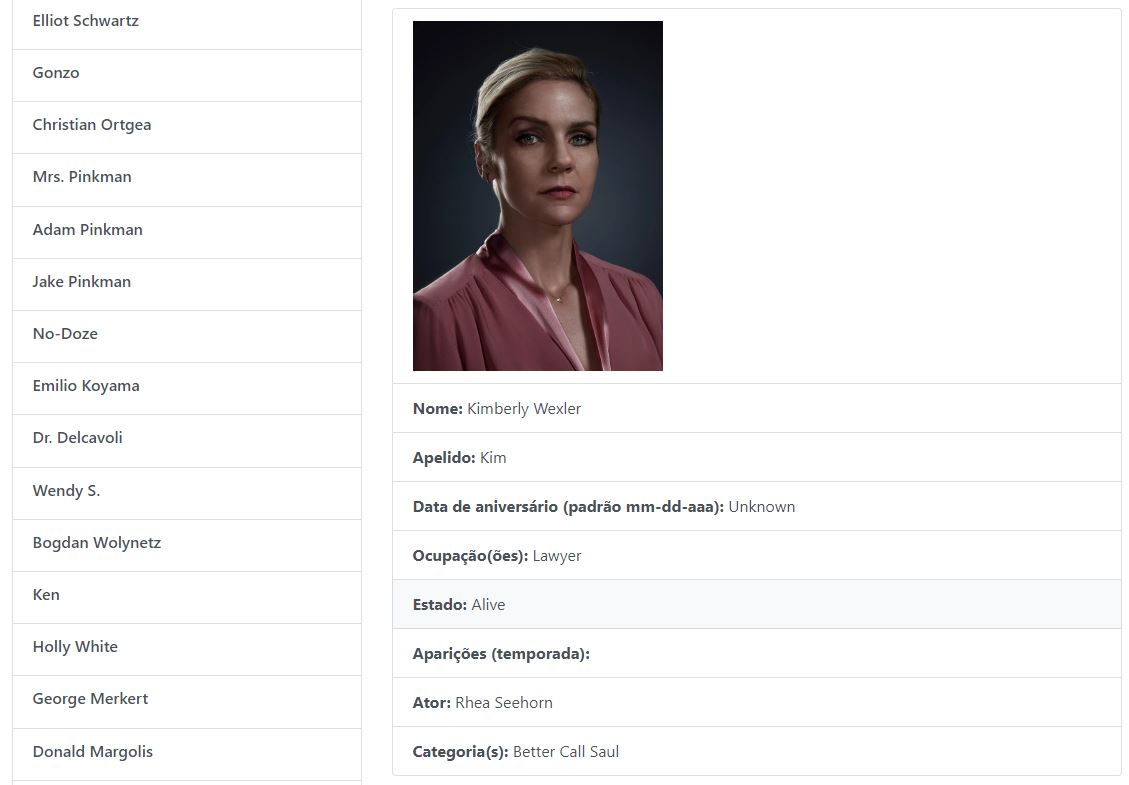 Elliot Schwartz
Gonzo
Christian Ortgea
Mrs. Pinkman
Adam Pinkman
Jake Pinkman
No-Doze
Emilio Koyama
Dr. Delcavoli
Wendy S.
Bogdan Wolynetz
Ken
Holly White
George Merkert
Donald Margolis
Nome: Kimberly Wexler
Apelido: Kim
Data de aniversário (padrão mm-dd-aaa): Unknown
Ocupação(ões): Lawyer
Estado: Alive
Aparições (temporada):
Ator: Rhea Seehorn
Categoria(s): Better Call Saul